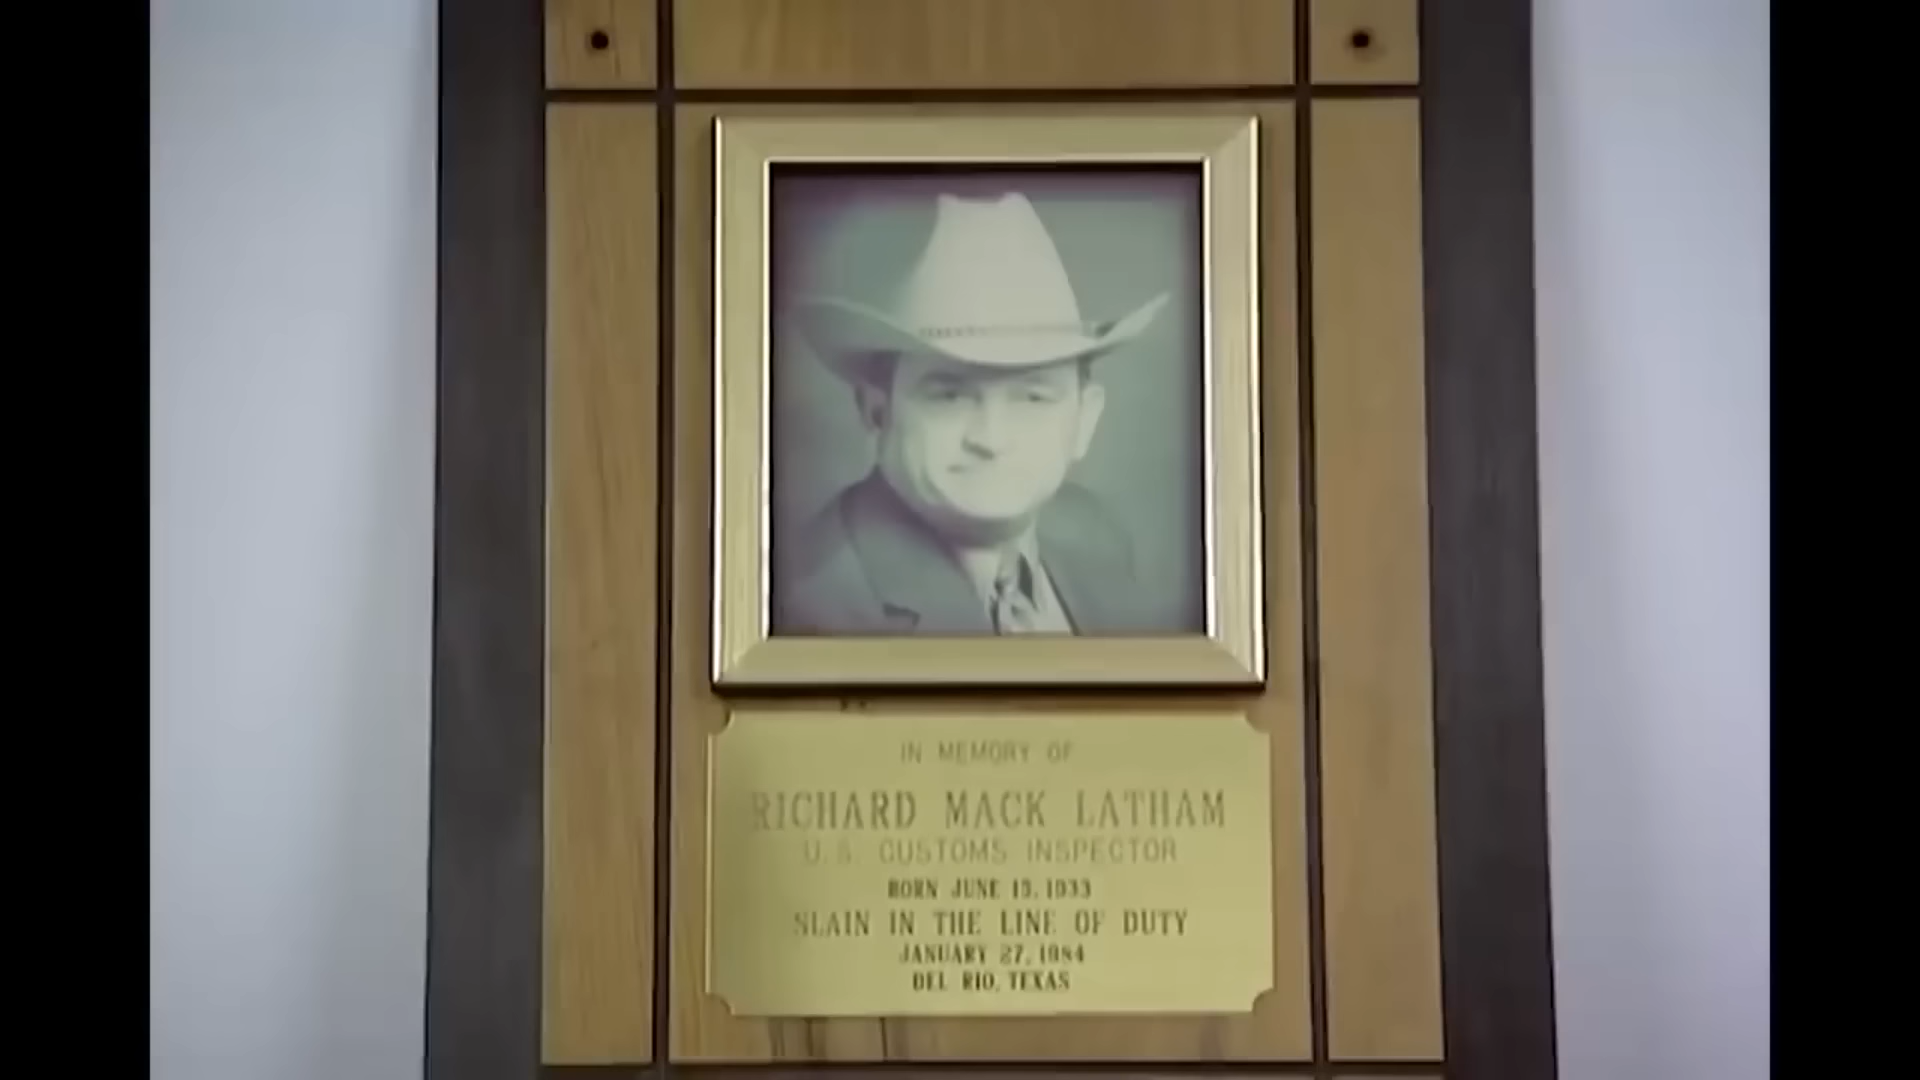 IN MEMORY OF
RICHARD MACK LATHAM
U.S. CUSTOMS INSPECTOR
BORN JUNE 15, 1933
SLAIN IN THE LINE OF DUTY
JANUARY 27, 1984
DEL RIO, TEXAS